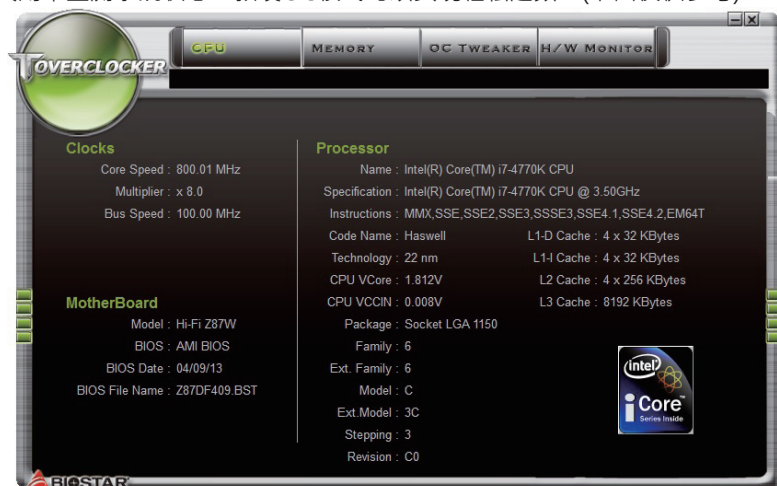 TOVERCLOCKER
CPU
MEMORY
OC TWEAKER
H/W MONITOR
Clocks
Core Speed : 800.01 MHz
Multiplier : x 8.0
Bus Speed : 100.00 MHz
MotherBoard
Model : Hi-Fi Z87W
BIOS : AMI BIOS
BIOS Date : 04/09/13
BIOS File Name : Z87DF409.BST
Processor
Name : Intel(R) Core(TM) i7-4770K CPU
Specification : Intel(R) Core(TM) i7-4770K CPU @ 3.50GHz
Instructions : MMX,SSE,SSE2,SSE3,SSSE3,SSE4.1,SSE4.2,EM64T
Code Name : Haswell
L1-D Cache : 4 x 32 KBytes
Technology : 22 nm
L1-I Cache : 4 x 32 KBytes
CPU VCore : 1.812V
L2 Cache : 4 x 256 KBytes
CPU VCCIN : 0.008V
L3 Cache : 8192 KBytes
Package : Socket LGA 1150
Family : 6
Ext. Family : 6
Model : C
Ext.Model : 3C
Stepping : 3
Revision : C0
intel
Core
Series Inside
BIOSTAR